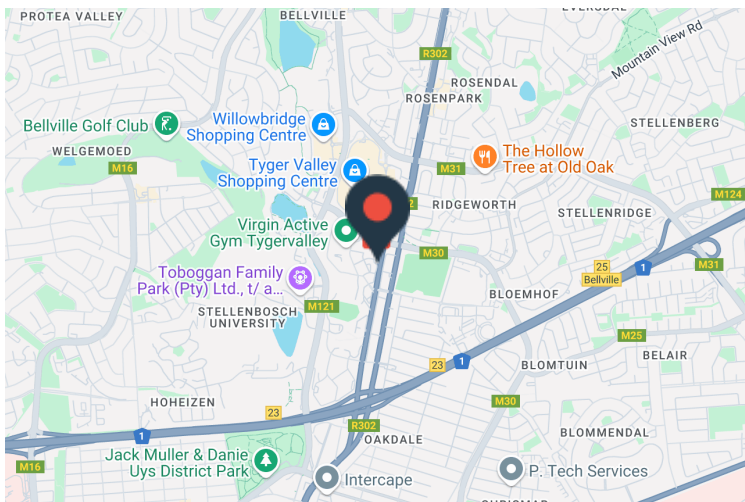 PROTEA VALLEY
BELLVILLE
R302
Mountain View Rd
ROSENDAL
ROSENPARK
Bellville Golf Club
Willowbridge
Shopping Centre
STELLENBERG
WELGEMOED
M16
Tyger Valley
Shopping Centre
M31
The Hollow
Tree at Old Oak
M124
RIDGEWORTH
STELLENRIDGE
Virgin Active
Gym Tygervalley
M30
M31
25
Bellville
1
Toboggan Family
Park (Pty) Ltd., t/ a...
M121
BLOEMHOF
STELLENBOSCH
UNIVERSITY
M25
BELAIR
23
1
BLOMTUIN
HOHEIZEN
23
M30
R302
OAKDALE
BLOMMENDAL
1
M16
Jack Muller & Danie
Uys District Park
Intercape
P. Tech Services